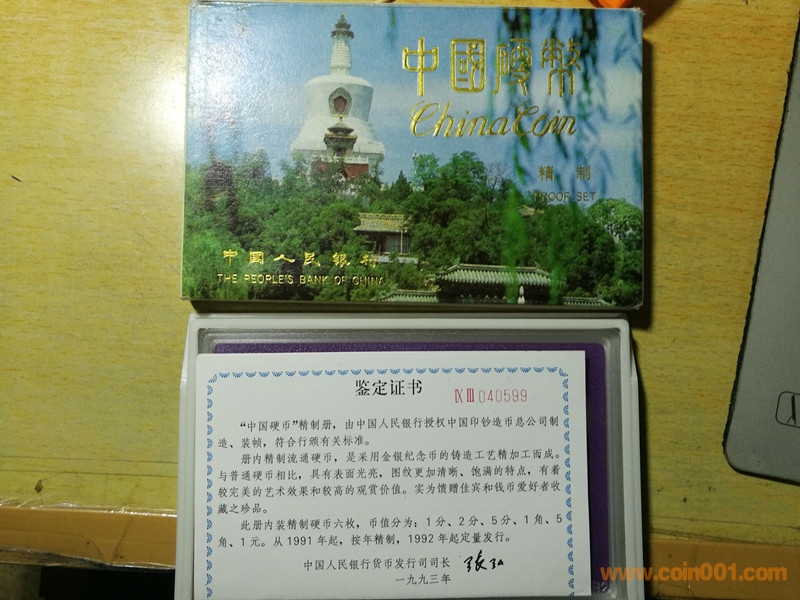 中國硬幣
China Coin
精制
PROOF SET
中国人民银行
THE PEOPLE'S BANK OF CHINA
鉴定证书
IX III 040599
“中国硬币”精制册，由中国人民银行授权中国印钞造币总公司制
造、装帧，符合行颁有关标准。
册内精制流通硬币，是采用金银纪念币的铸造工艺精加工而成。
与普通硬币相比，具有表面光亮，图纹更加清晰、饱满的特点，有着
较完美的艺术效果和较高的观赏价值。实为馈赠佳宾和钱币爱好者收
藏之珍品。
此册内装精制硬币六枚，币值分为：1分、2分、5分、1角、5
角、1元。从1991年起，按年精制，1992年起定量发行。
中国人民银行货币发行司司长 张弘
一九九三年
www.coin001.com